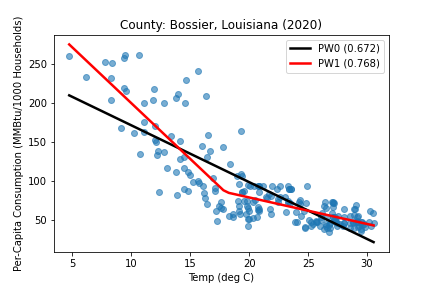 County: Bossier, Louisiana (2020)
PW0 (0.672)
PW1 (0.768)
Per-Capita Consumption (MMBtu/1000 Households)
250
200
150
100
50
5 10 15 20 25 30
Temp (deg C)